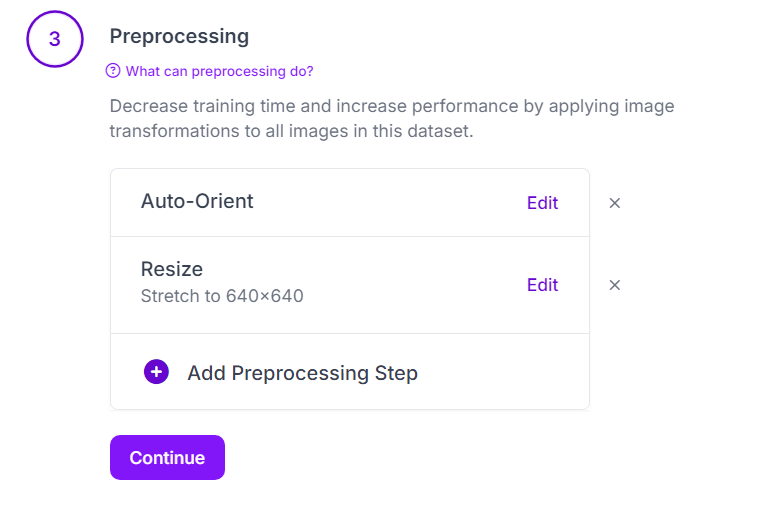 3
Preprocessing
What can preprocessing do?
Decrease training time and increase performance by applying image
transformations to all images in this dataset.
Auto-Orient
Edit
×
Resize
Stretch to 640×640
Edit
×
Add Preprocessing Step
Continue